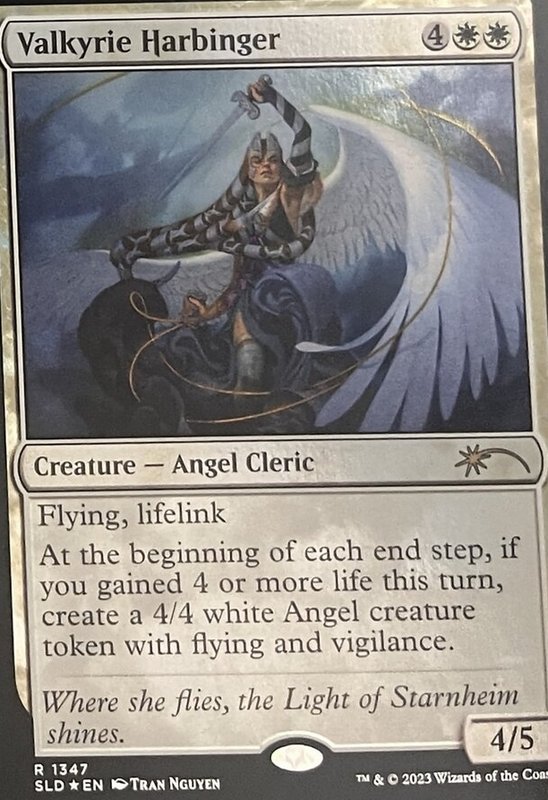 Valkyrie Harbinger 4
Creature — Angel Cleric
Flying, lifelink
At the beginning of each end step, if
you gained 4 or more life this turn,
create a 4/4 white Angel creature
token with flying and vigilance.
Where she flies, the Light of Starnheim
shines.
4/5
R 1347
SLD ★ EN TRAN NGUYEN
™ & © 2023 Wizards of the Coas